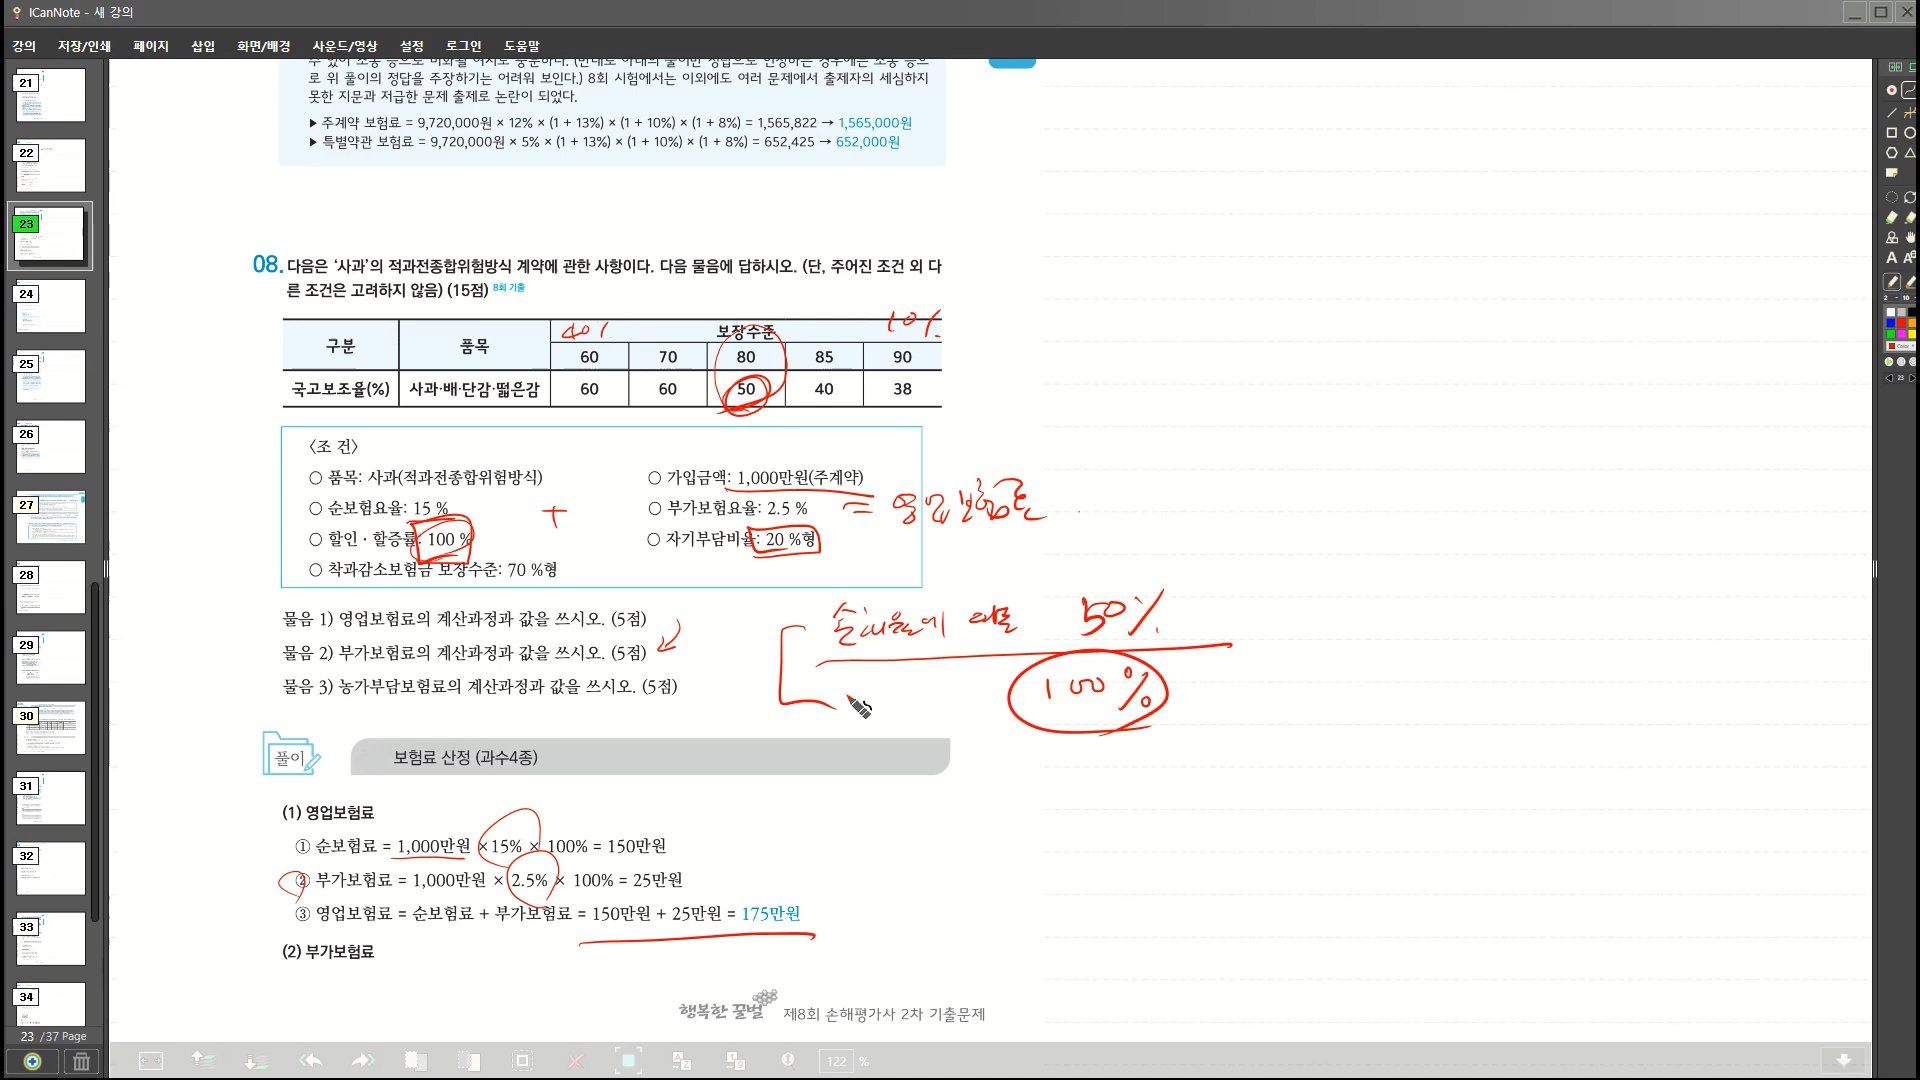 ICanNote - 새 강의
강의 저장/인쇄 페이지 삽입 화면/배경 사운드/영상 설정 로그인 도움말
로 위 풀이의 정답을 주장하기는 어려워 보인다.) 8회 시험에서는 이외에도 여러 문제에서 출제자의 세심하지
못한 지문과 저급한 문제 출제로 논란이 되었다.
▶ 주계약 보험료 = 9,720,000원 × 12% × (1 + 13%) × (1 + 10%) × (1 + 8%) = 1,565,822 → 1,565,000원
▶ 특별약관 보험료 = 9,720,000원 × 5% × (1 + 13%) × (1 + 10%) × (1 + 8%) = 652,425 → 652,000원
08. 다음은 ‘사과’의 적과전종합위험방식 계약에 관한 사항이다. 다음 물음에 답하시오. (단, 주어진 조건 외 다
른 조건은 고려하지 않음) (15점) 8회 기출
40% 10%
구분 품목 보장수준
60 70 80 85 90
국고보조율(%) 사과·배·단감·떫은감 60 60 50 40 38
〈조 건〉
○ 품목: 사과(적과전종합위험방식) ○ 가입금액: 1,000만원(주계약)
○ 순보험요율: 15 % + ○ 부가보험요율: 2.5 % = 영업보험료
○ 할인·할증률: 100 % ○ 자기부담비율: 20 %형
○ 착과감소보험금 보장수준: 70 %형
물음 1) 영업보험료의 계산과정과 값을 쓰시오. (5점)
물음 2) 부가보험료의 계산과정과 값을 쓰시오. (5점)
물음 3) 농가부담보험료의 계산과정과 값을 쓰시오. (5점)
50%
100%
풀이 보험료 산정 (과수4종)
(1) 영업보험료
① 순보험료 = 1,000만원 × 15% × 100% = 150만원
② 부가보험료 = 1,000만원 × 2.5% × 100% = 25만원
③ 영업보험료 = 순보험료 + 부가보험료 = 150만원 + 25만원 = 175만원
(2) 부가보험료
행복한 꿀벌 제8회 손해평가사 2차 기출문제
21
22
23
24
25
26
27
28
29
30
31
32
33
34
23 /37 Page
122 %